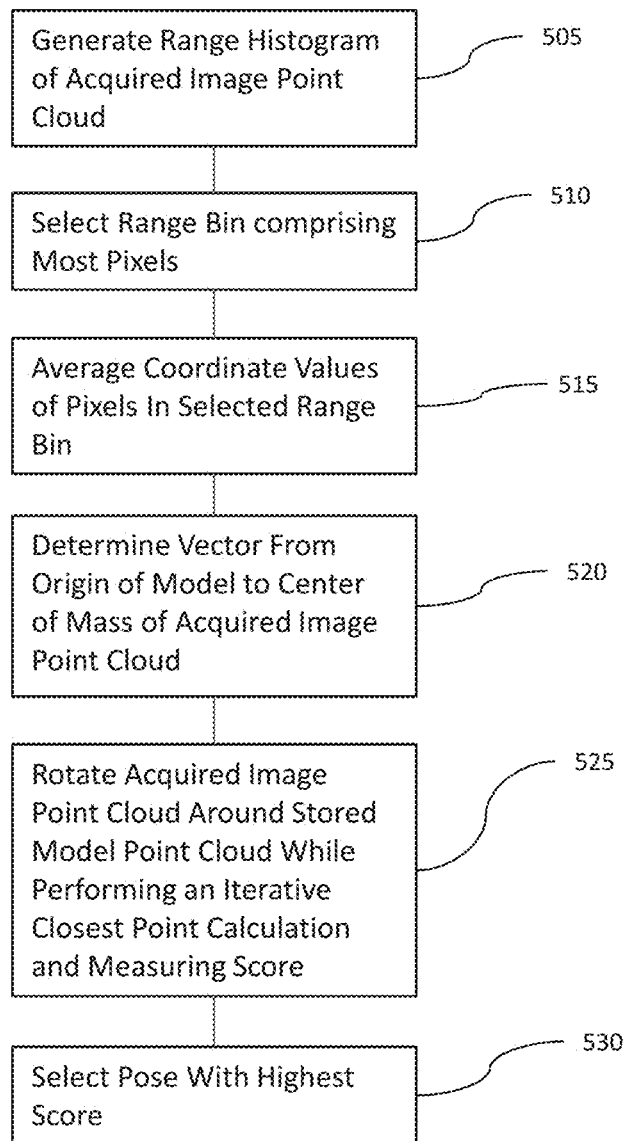 Generate Range Histogram
of Acquired Image Point
Cloud
505
Select Range Bin comprising
Most Pixels
510
Average Coordinate Values
of Pixels In Selected Range
Bin
515
Determine Vector From
Origin of Model to Center
of Mass of Acquired Image
Point Cloud
520
Rotate Acquired Image
Point Cloud Around Stored
Model Point Cloud While
Performing an Iterative
Closest Point Calculation
and Measuring Score
525
Select Pose With Highest
Score
530